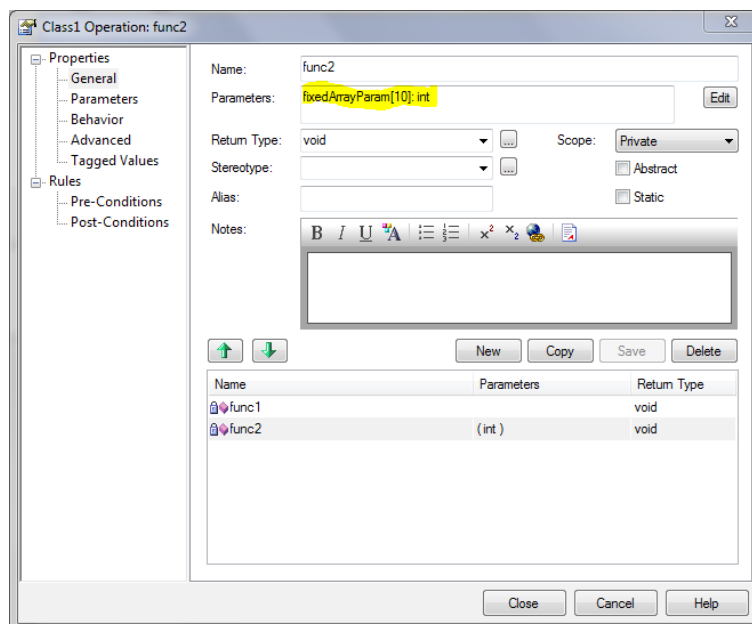 Class1 Operation: func2
Properties
General
Parameters
Behavior
Advanced
Tagged Values
Rules
Pre-Conditions
Post-Conditions
Name: func2
Parameters: fixedArrayParam[10]: int Edit
Return Type: void ... Scope: Private
Stereotype: ... Abstract
Alias: Static
Notes: B I U A x² x₂
New Copy Save Delete
Name Parameters Return Type
func1 void
func2 ( int ) void
Close Cancel Help